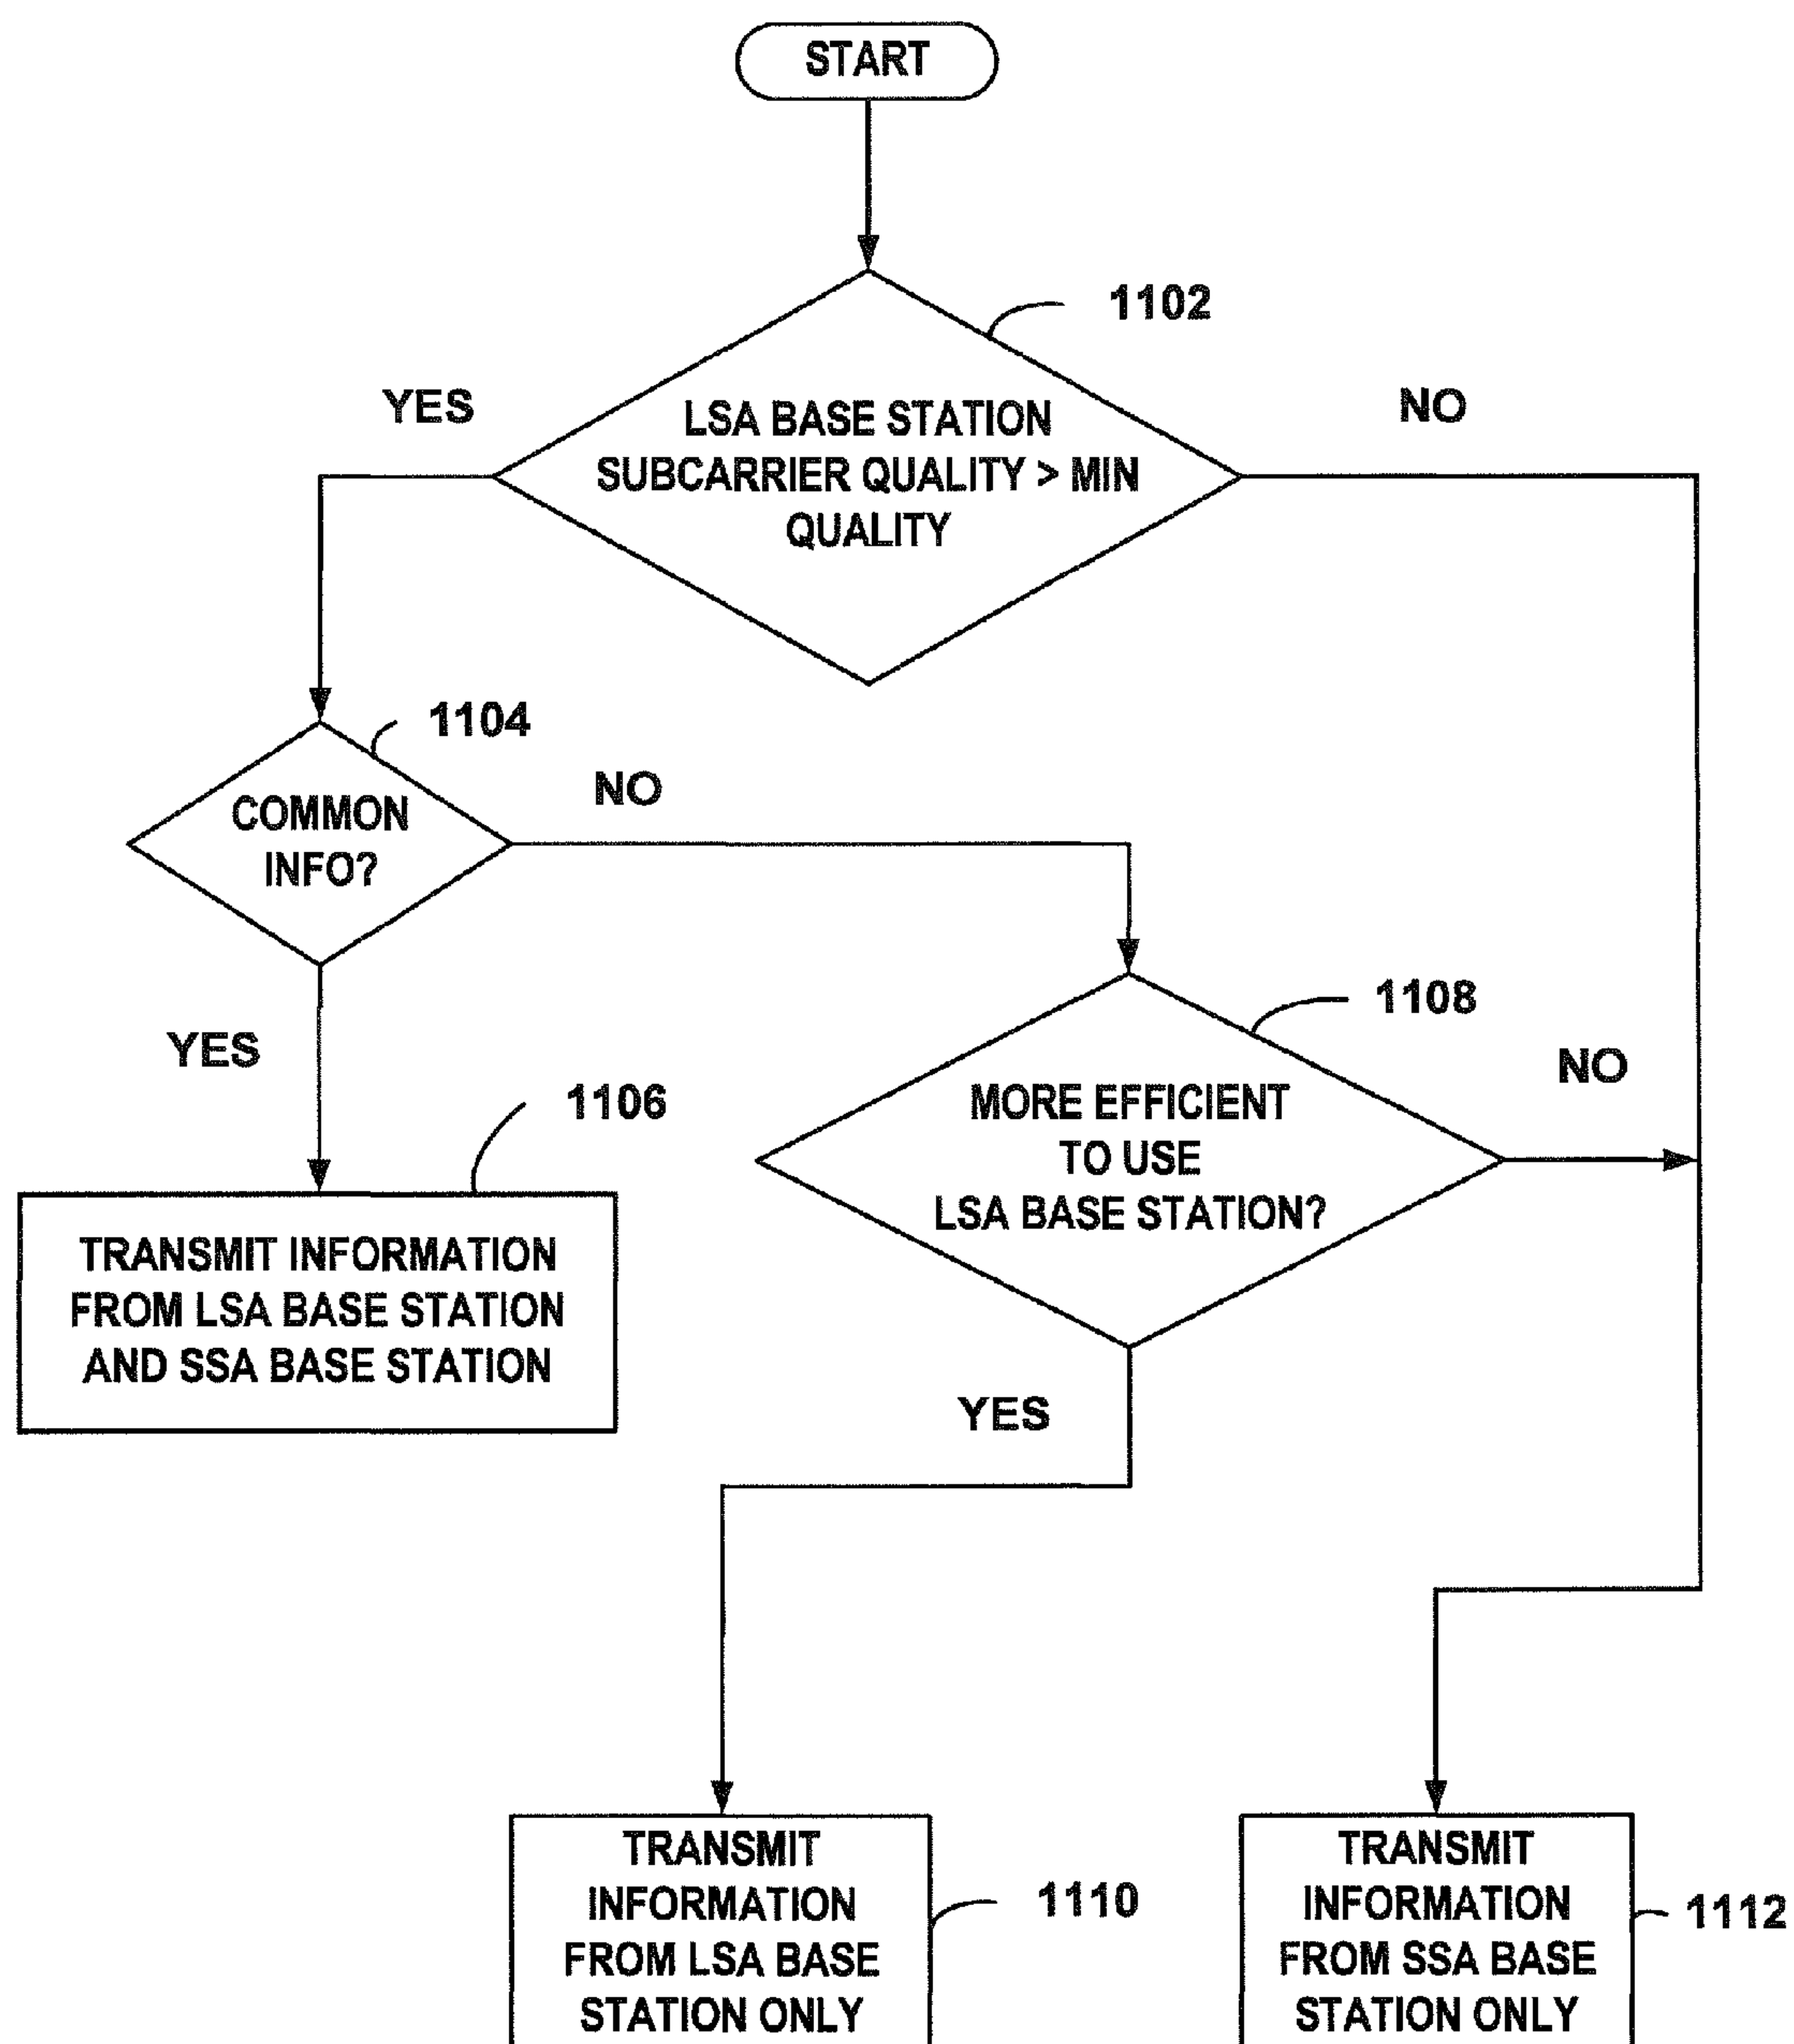 START
1102
YES
NO
LSA BASE STATION
SUBCARRIER QUALITY > MIN
QUALITY
1104
NO
COMMON
INFO?
1108
YES
NO
1106
MORE EFFICIENT
TO USE
LSA BASE STATION?
TRANSMIT INFORMATION
FROM LSA BASE STATION
AND SSA BASE STATION
YES
TRANSMIT
INFORMATION
FROM LSA BASE
STATION ONLY
1110
TRANSMIT
INFORMATION
FROM SSA BASE
STATION ONLY
1112